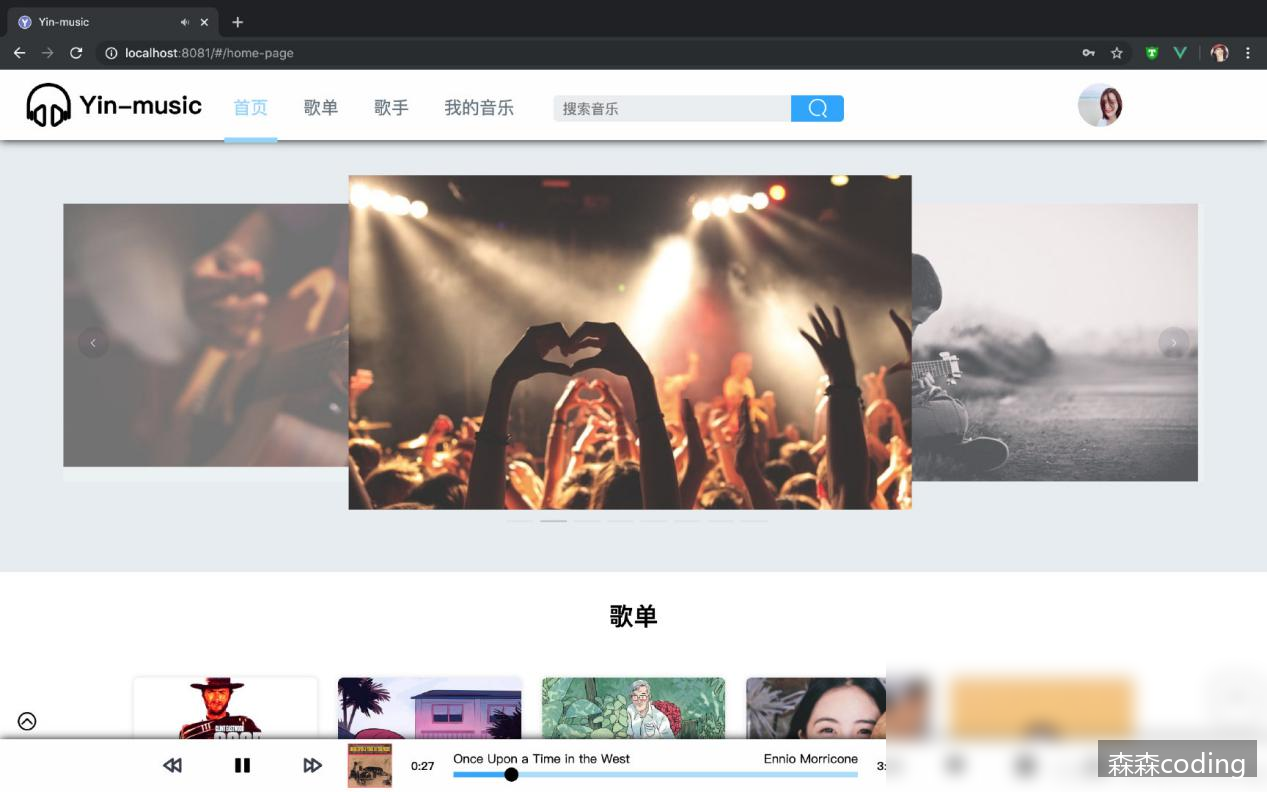 Yin-music
localhost:8081/#/home-page
Yin-music
首页 歌单 歌手 我的音乐
搜索音乐
歌单
CLINT EASTWOOD
0:27
Once Upon a Time in the West
Ennio Morricone
森森coding